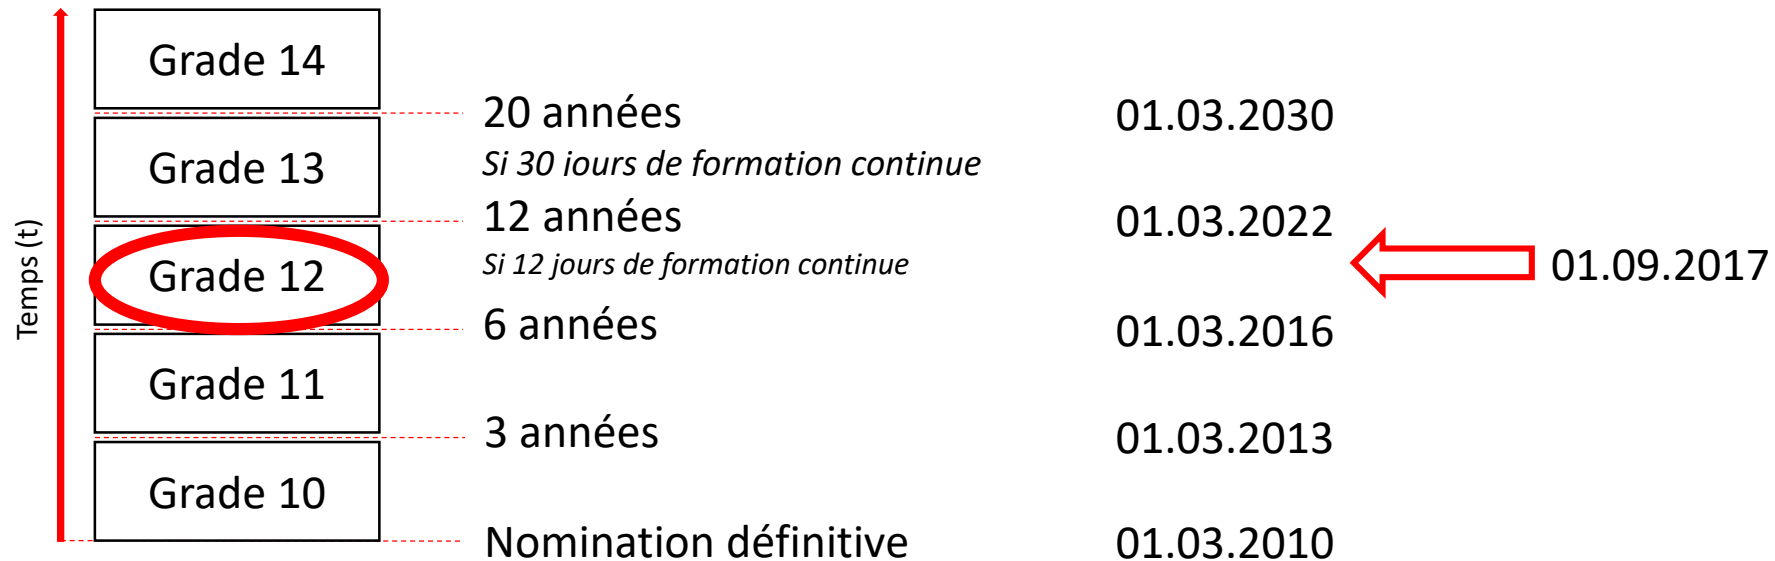 Grade 14
20 années 01.03.2030
Si 30 jours de formation continue
Grade 13
12 années 01.03.2022
Si 12 jours de formation continue
Grade 12
01.09.2017
6 années 01.03.2016
Grade 11
3 années 01.03.2013
Grade 10
Nomination définitive 01.03.2010
Temps (t)